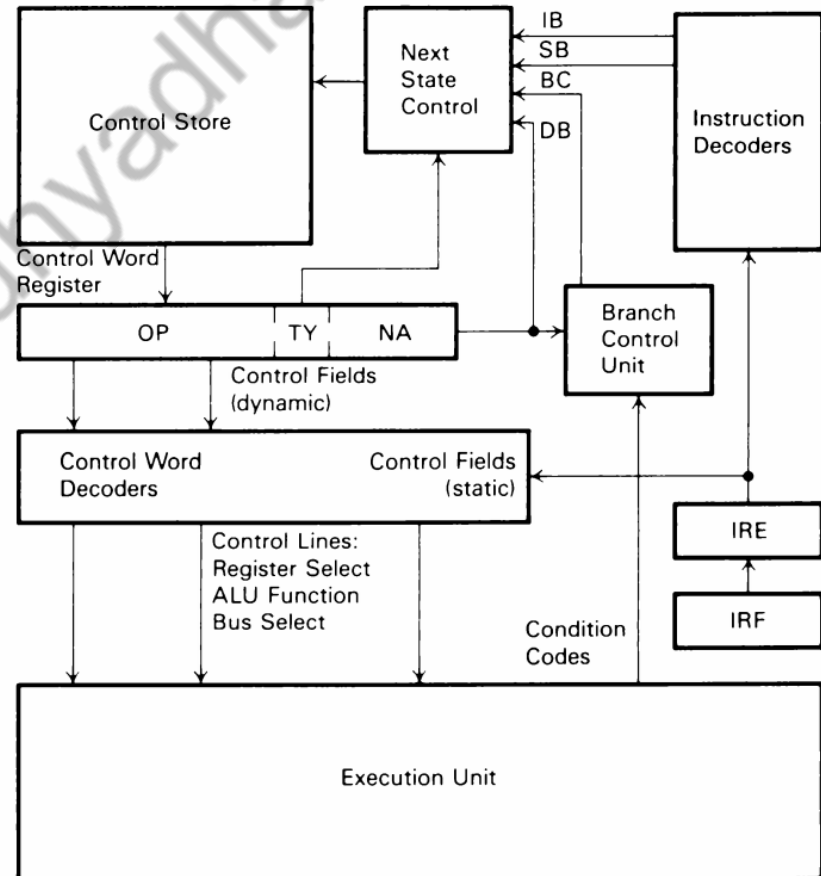 Control Store
Next
State
Control
IB
SB
BC
DB
Instruction
Decoders
Control Word
Register
OP
TY
NA
Branch
Control
Unit
Control Fields
(dynamic)
Control Word
Decoders
Control Fields
(static)
IRE
IRF
Control Lines:
Register Select
ALU Function
Bus Select
Condition
Codes
Execution Unit